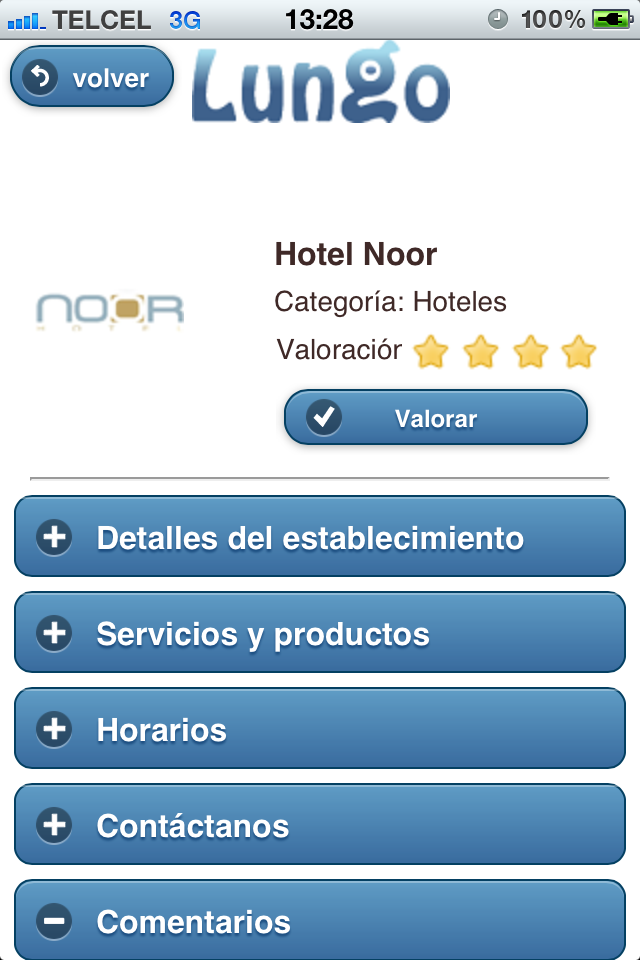 TELCEL 3G 13:28 100%
volver
Lungo
Hotel Noor
NOOR
HOTEL
Categoría: Hoteles
Valoraciór
Valorar
Detalles del establecimiento
Servicios y productos
Horarios
Contáctanos
Comentarios